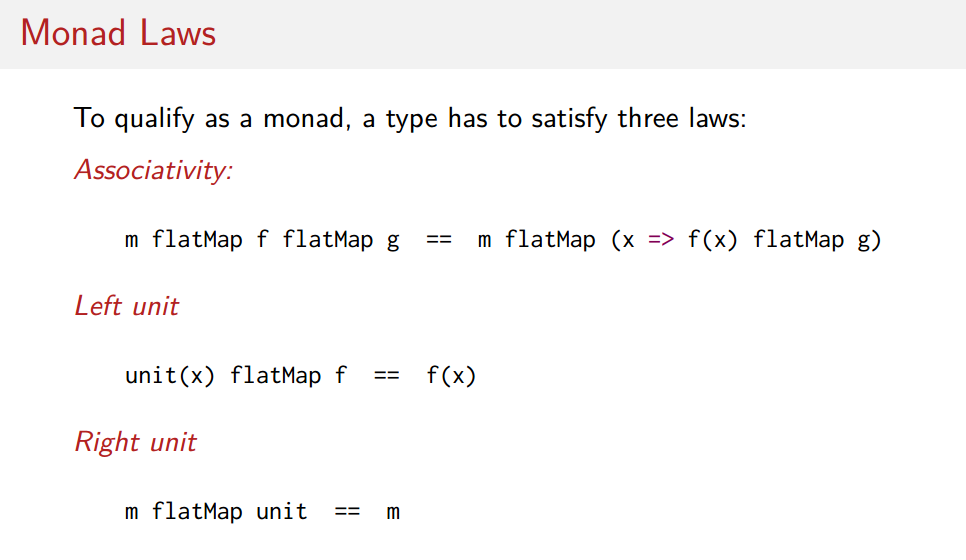 Monad Laws
To qualify as a monad, a type has to satisfy three laws:
Associativity:
m flatMap f flatMap g  ==  m flatMap (x => f(x) flatMap g)
Left unit
unit(x) flatMap f  ==  f(x)
Right unit
m flatMap unit  ==  m